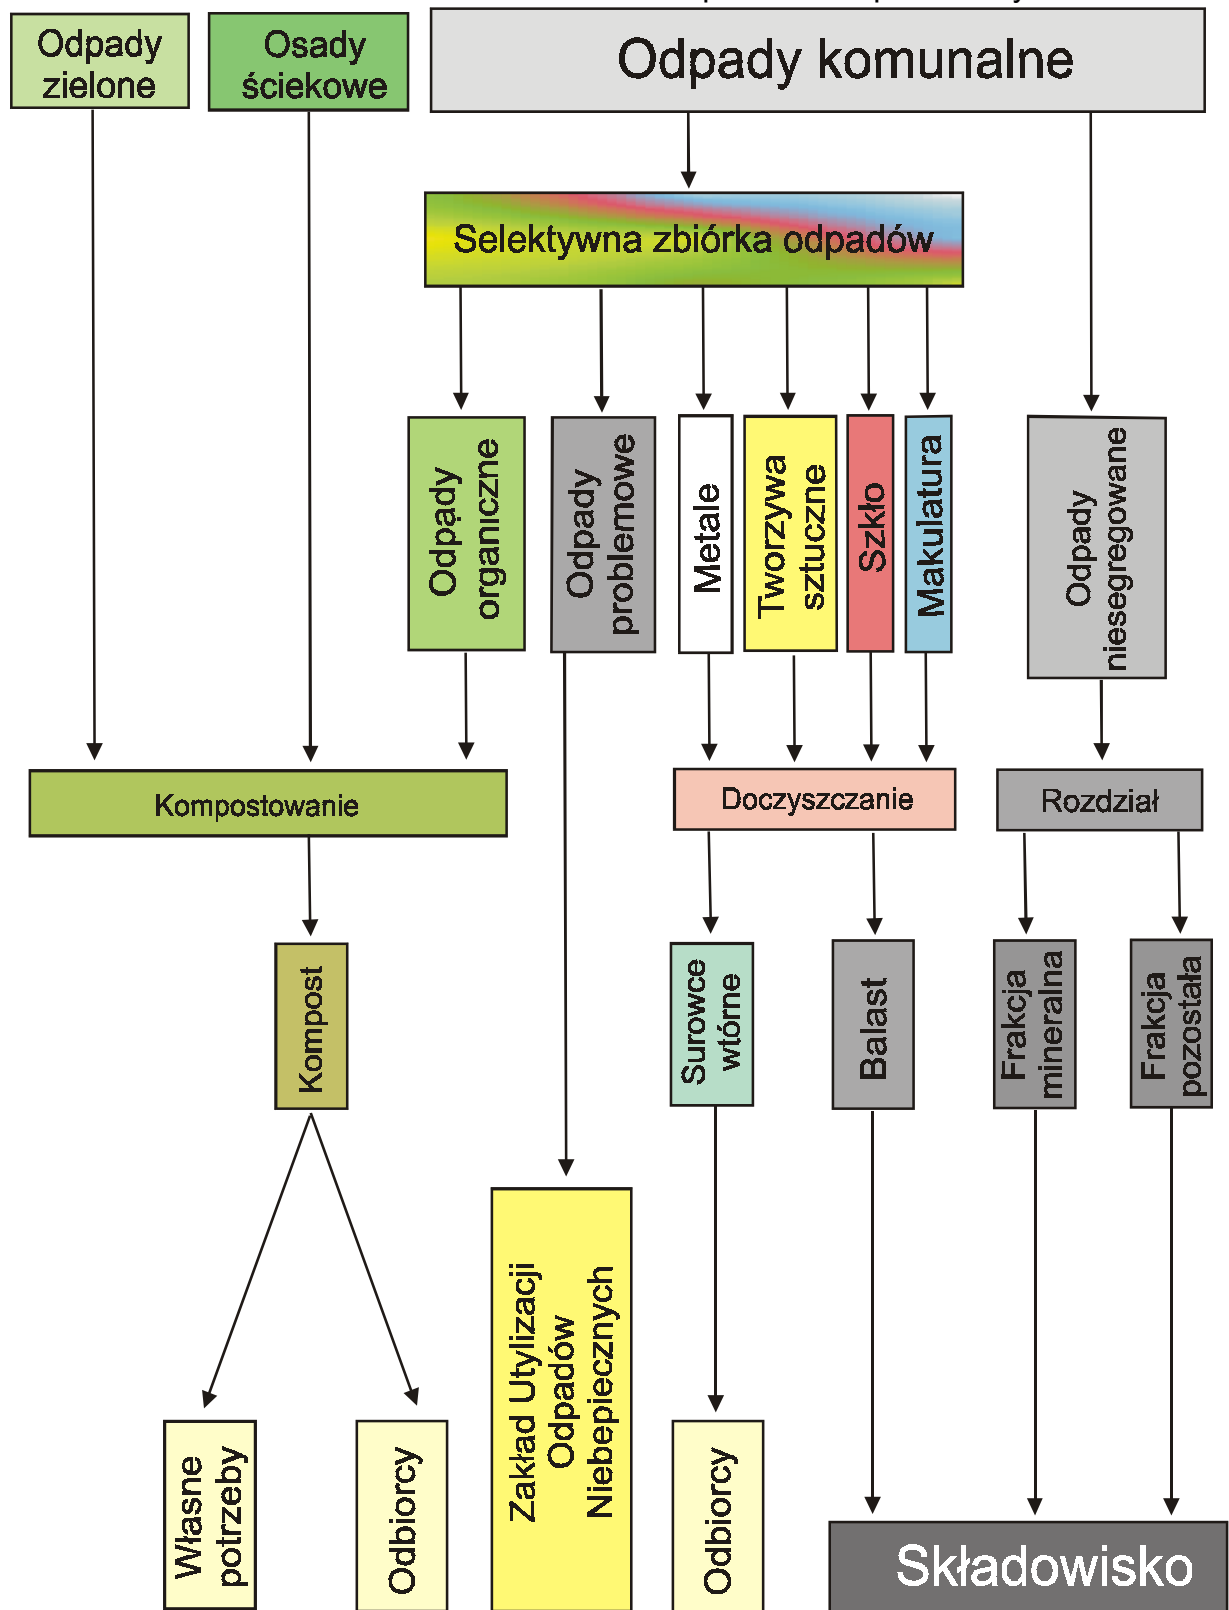 Odpady
zielone
Osady
ściekowe
Odpady komunalne
Selektywna zbiórka odpadów
Odpady
organiczne
Odpady
problemowe
Metale
Tworzywa
sztuczne
Szkło
Makulatura
Odpady
niesegregowane
Kompostowanie
Doczyszczanie
Rozdział
Kompost
Surowce
wtórne
Balast
Frakcja
mineralna
Frakcja
pozostała
Własne
potrzeby
Odbiorcy
Zakład Utylizacji
Odpadów
Niebepiecznych
Odbiorcy
Składowisko